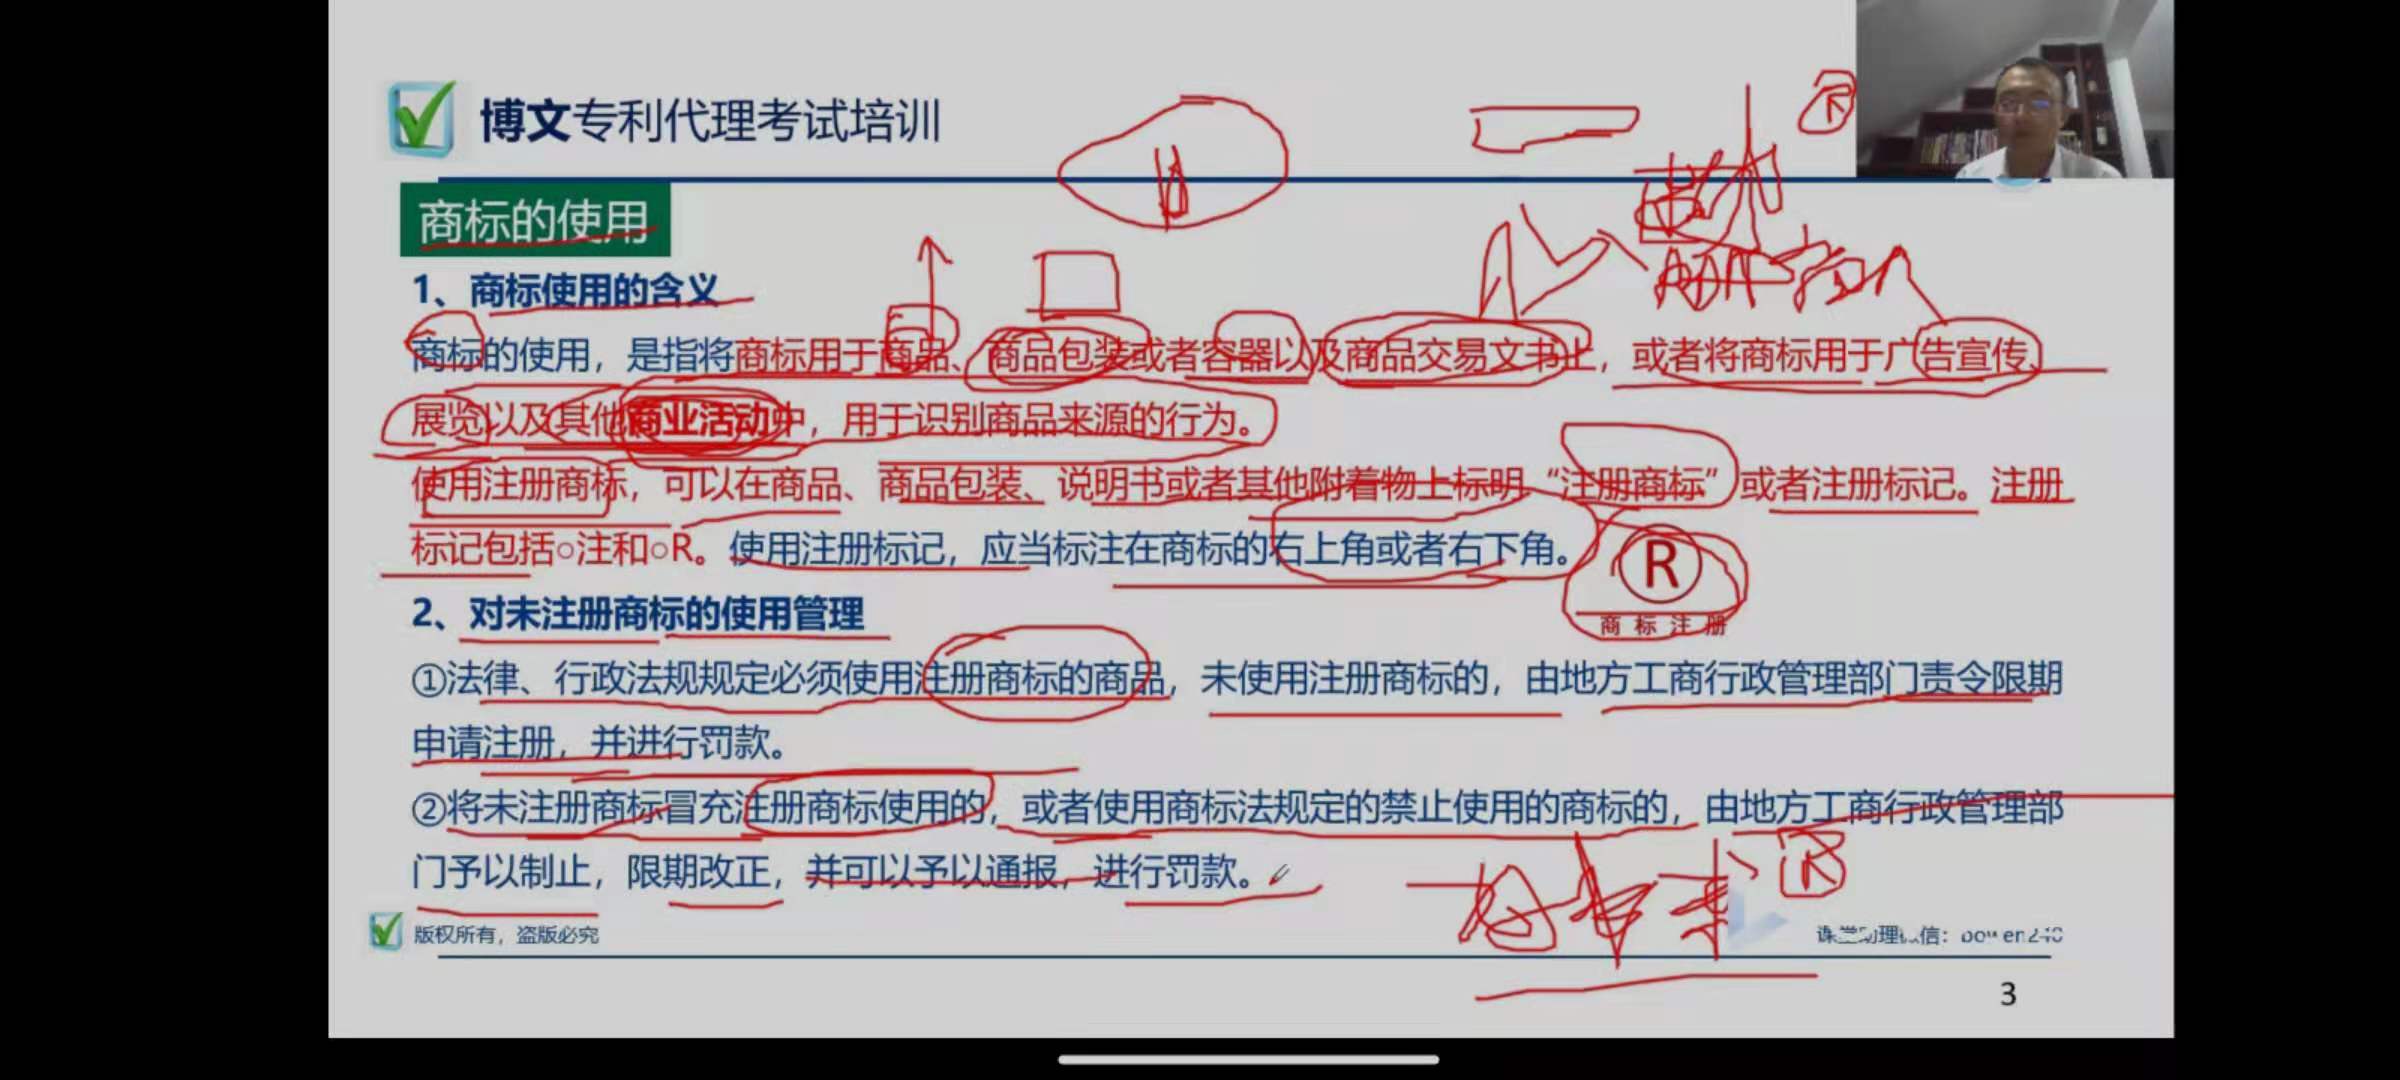 博文专利代理考试培训
商标的使用
1、商标使用的含义
商标的使用，是指将商标用于商品、商品包装或者容器以及商品交易文书上，或者将商标用于广告宣传、
展览以及其他商业活动中，用于识别商品来源的行为。
使用注册商标，可以在商品、商品包装、说明书或者其他附着物上标明“注册商标”或者注册标记。注册
标记包括○注和○R。使用注册标记，应当标注在商标的右上角或者右下角。
R
商标注册
2、对未注册商标的使用管理
①法律、行政法规规定必须使用注册商标的商品，未使用注册商标的，由地方工商行政管理部门责令限期
申请注册，并进行罚款。
②将未注册商标冒充注册商标使用的，或者使用商标法规定的禁止使用的商标的，由地方工商行政管理部
门予以制止，限期改正，并可以予以通报，进行罚款。
R
R
版权所有，盗版必究
3